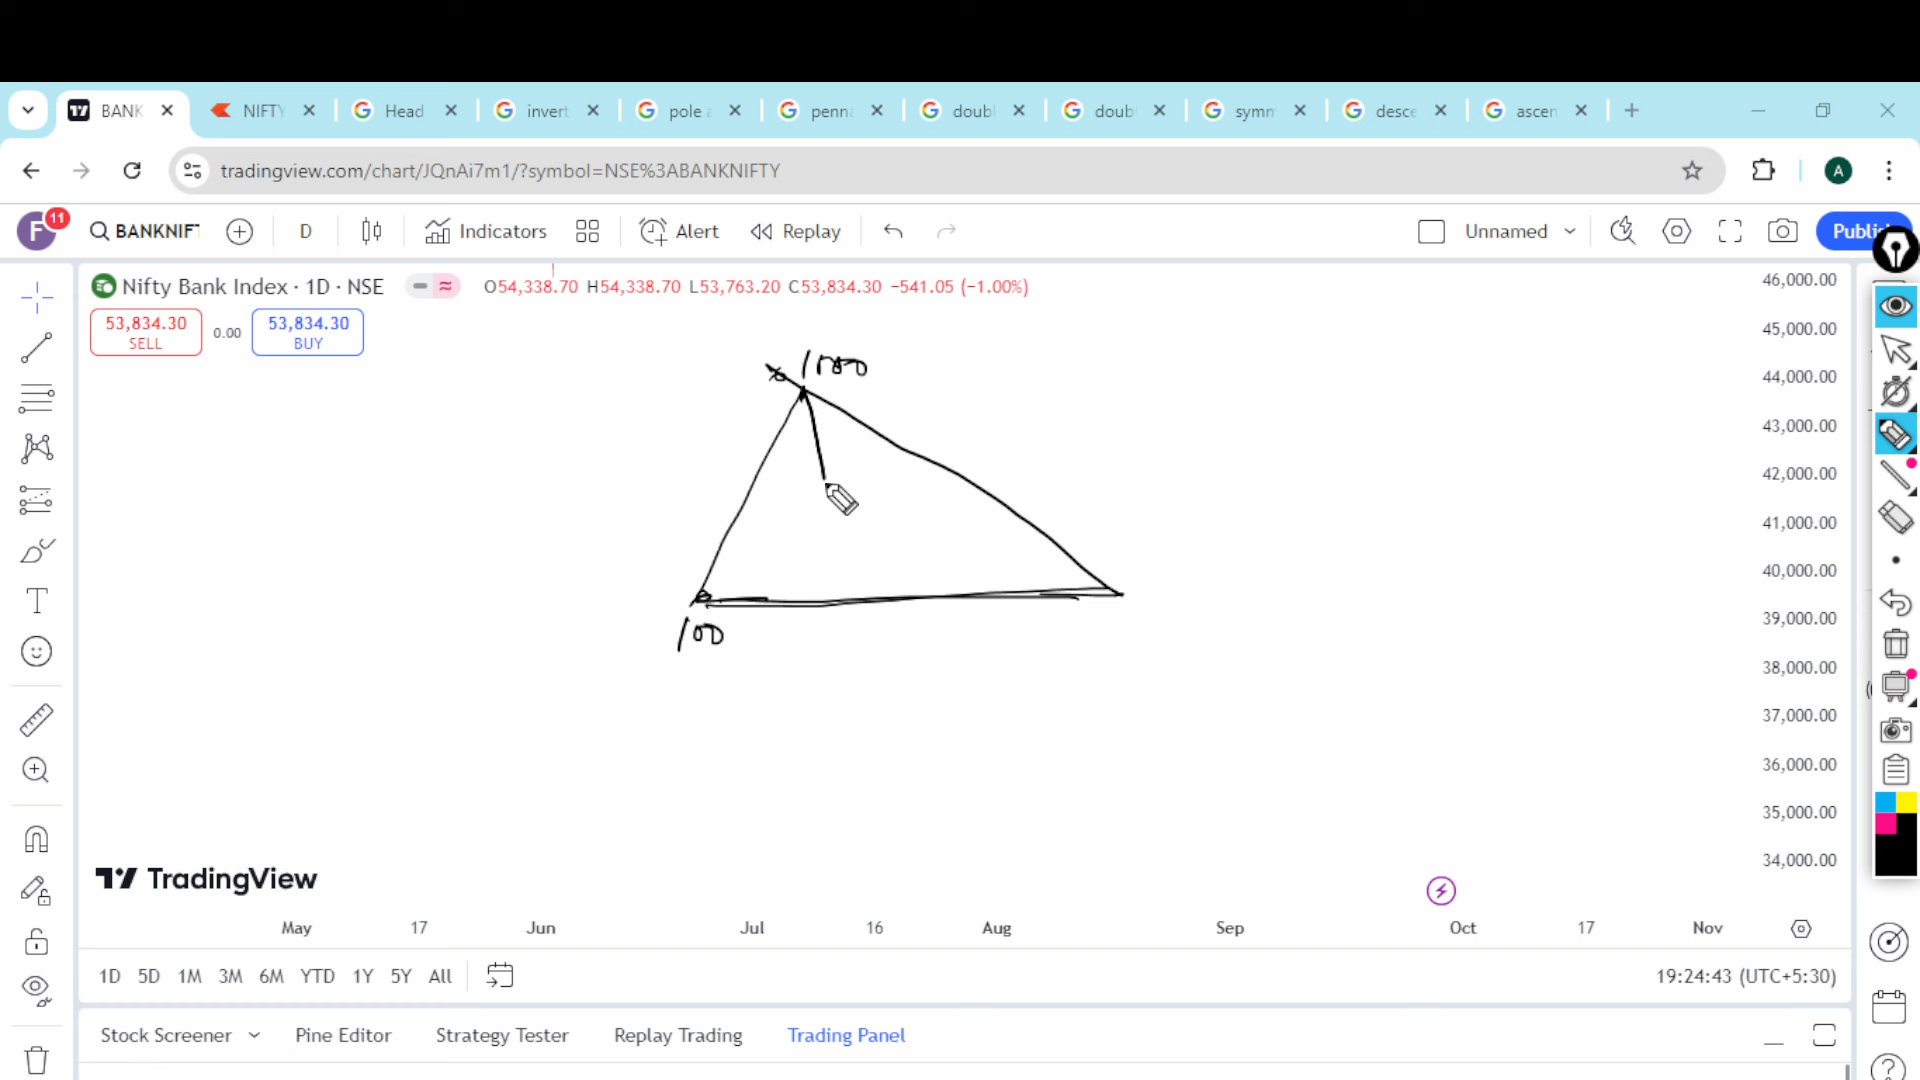 BANK
NIFTY
Head
invert
pole a
penna
doubl
doub
symm
desce
ascen
tradingview.com/chart/JQnAi7m1/?symbol=NSE%3ABANKNIFTY
A
F
11
BANKNIFT
D
Indicators
Alert
Replay
Unnamed
Publi
Nifty Bank Index · 1D · NSE
O54,338.70 H54,338.70 L53,763.20 C53,834.30 −541.05 (−1.00%)
53,834.30
SELL
0.00
53,834.30
BUY
46,000.00
45,000.00
44,000.00
43,000.00
42,000.00
41,000.00
40,000.00
39,000.00
38,000.00
37,000.00
36,000.00
35,000.00
34,000.00
100
TradingView
May 17 Jun Jul 16 Aug Sep Oct 17 Nov
1D 5D 1M 3M 6M YTD 1Y 5Y All
19:24:43 (UTC+5:30)
Stock Screener Pine Editor Strategy Tester Replay Trading Trading Panel